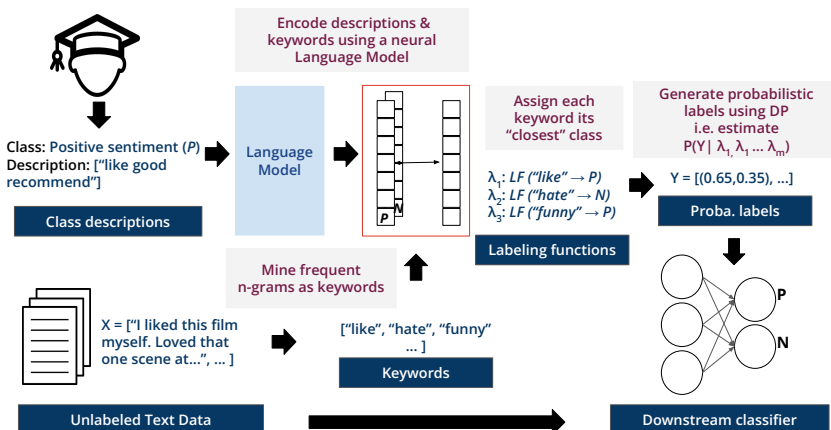 Encode descriptions &
keywords using a neural
Language Model
Class: Positive sentiment (P)
Description: ["like good
recommend"]
Class descriptions
Language
Model
P
N
Assign each
keyword its
"closest" class
λ1: LF ("like" → P)
λ2: LF ("hate" → N)
λ3: LF ("funny" → P)
Labeling functions
Generate probabilistic
labels using DP
i.e. estimate
P(Y| λ1, λ1 ... λm)
Y = [(0.65,0.35), ...]
Proba. labels
Mine frequent
n-grams as keywords
X = ["I liked this film
myself. Loved that
one scene at...", ... ]
["like", "hate", "funny"
... ]
Keywords
P
N
Unlabeled Text Data
Downstream classifier